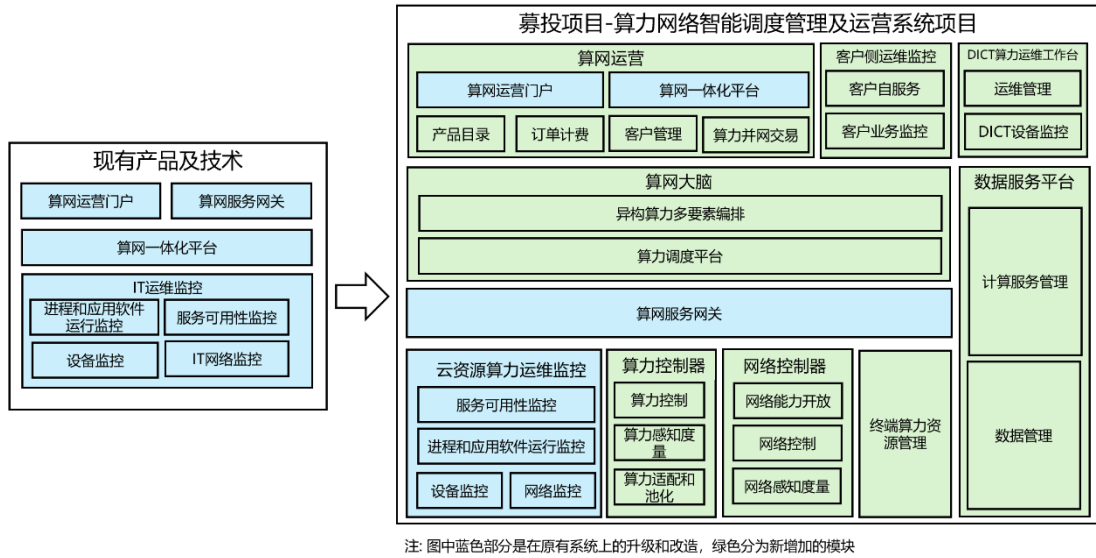 现有产品及技术
算网运营门户
算网服务网关
算网一体化平台
IT运维监控
进程和应用软件
运行监控
服务可用性监控
设备监控
IT网络监控
募投项目-算力网络智能调度管理及运营系统项目
算网运营
算网运营门户
算网一体化平台
产品目录
订单计费
客户管理
算力并网交易
客户侧运维监控
客户自服务
客户业务监控
DICT算力运维工作台
运维管理
DICT设备监控
算网大脑
异构算力多要素编排
算力调度平台
算网服务网关
数据服务平台
计算服务管理
数据管理
云资源算力运维监控
服务可用性监控
进程和应用软件运行监控
设备监控
网络监控
算力控制器
算力控制
算力感知度
量
算力适配和
池化
网络控制器
网络能力开放
网络控制
网络感知度量
终端算力资
源管理
注: 图中蓝色部分是在原有系统上的升级和改造，绿色分为新增加的模块